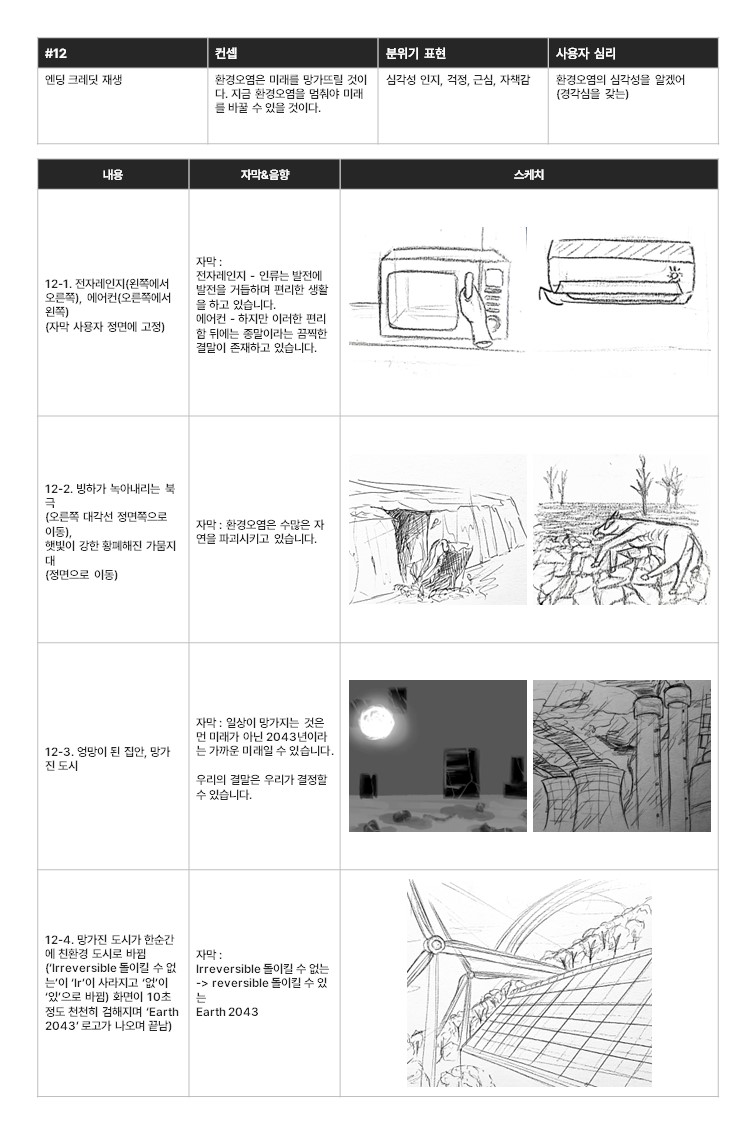 #12
컨셉
분위기 표현
사용자 심리
엔딩 크레딧 재생
환경오염은 미래를 망가뜨릴 것이
다. 지금 환경오염을 멈춰야 미래
를 바꿀 수 있을 것이다.
심각성 인지, 걱정, 근심, 자책감
환경오염의 심각성을 알겠어
(경각심을 갖는)
내용
자막&음향
스케치
12-1. 전자레인지(왼쪽에서
오른쪽), 에어컨(오른쪽에서
왼쪽)
(자막 사용자 정면에 고정)
자막 :
전자레인지 - 인류는 발전에
발전을 거듭하며 편리한 생활
을 하고 있습니다.
에어컨 - 하지만 이러한 편리
함 뒤에는 종말이라는 끔찍한
결말이 존재하고 있습니다.
12-2. 빙하가 녹아내리는 북
극
(오른쪽 대각선 정면쪽으로
이동),
햇빛이 강한 황폐해진 가뭄지
대
(정면으로 이동)
자막 : 환경오염은 수많은 자
연을 파괴시키고 있습니다.
12-3. 엉망이 된 집안, 망가
진 도시
자막 : 일상이 망가지는 것은
먼 미래가 아닌 2043년이라
는 가까운 미래일 수 있습니다.
우리의 결말은 우리가 결정할
수 있습니다.
12-4. 망가진 도시가 한순간
에 친환경 도시로 바뀜
('Irreversible 돌이킬 수 없
는'이 'Ir'이 사라지고 '없'이
'있'으로 바뀜) 화면이 10초
정도 천천히 검해지며 'Earth
2043' 로고가 나오며 끝남)
자막 :
Irreversible 돌이킬 수 없는
-> reversible 돌이킬 수 있
는
Earth 2043